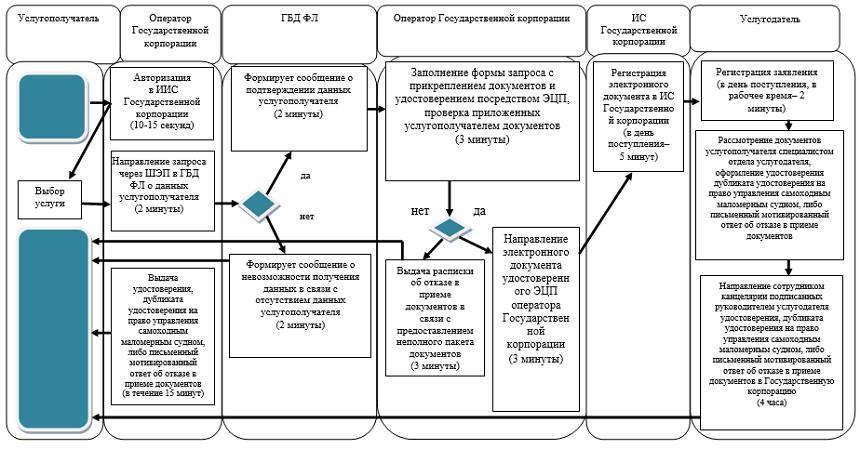 Услугополучатель
Оператор
Государственной
корпорации
ГБД ФЛ
Оператор Государственной корпорации
ИС
Государственной
корпорации
Услугодатель
Авторизация
в ИИС
Государственной
корпорации
(10-15 секунд)
Выбор
услуги
Направление запроса
через ШЭП в ГБД
ФЛ о данных
услугополучателя
(2 минуты)
Формирует сообщение о
подтверждении данных
услугополучателя
(2 минуты)
да
нет
Формирует сообщение о
невозможности получения
данных в связи с
отсутствием данных
услугополучателя
(2 минуты)
Выдача
удостоверения,
дубликата
удостоверения на
право управления
самоходным
маломерным судном,
либо письменный
мотивированный
ответ об отказе в
приеме документов
(в течение 15 минут)
Заполнение формы запроса с
прикреплением документов и
удостоверением посредством ЭЦП,
проверка приложенных
услугополучателем документов
(3 минуты)
нет
да
Выдача расписки
об отказе в
приеме
документов в
связи с
предоставлением
неполного пакета
документов
(3 минуты)
Направление
электронного
документа
удостоверен
ного ЭЦП
оператора
Государствен
ной
корпорации
(3 минуты)
Регистрация
электронного
документа в ИС
Государственно
й корпорации
(в день
поступления–
5 минут)
Регистрация заявления
(в день поступления, в
рабочее время– 2
минуты)
Рассмотрение документов
услугополучателя специалистом
отдела услугодателя,
оформление удостоверения
дубликата удостоверения на
право управления самоходным
маломерным судном, либо
письменный мотивированный
ответ об отказе в приеме
документов
Направление сотрудником
канцелярии подписанных
руководителем услугодателя
удостоверения, дубликата
удостоверения на право
управления самоходным
маломерным судном, либо
письменный мотивированный
ответ об отказе в приеме
документов в Государственную
корпорацию
(4 часа)